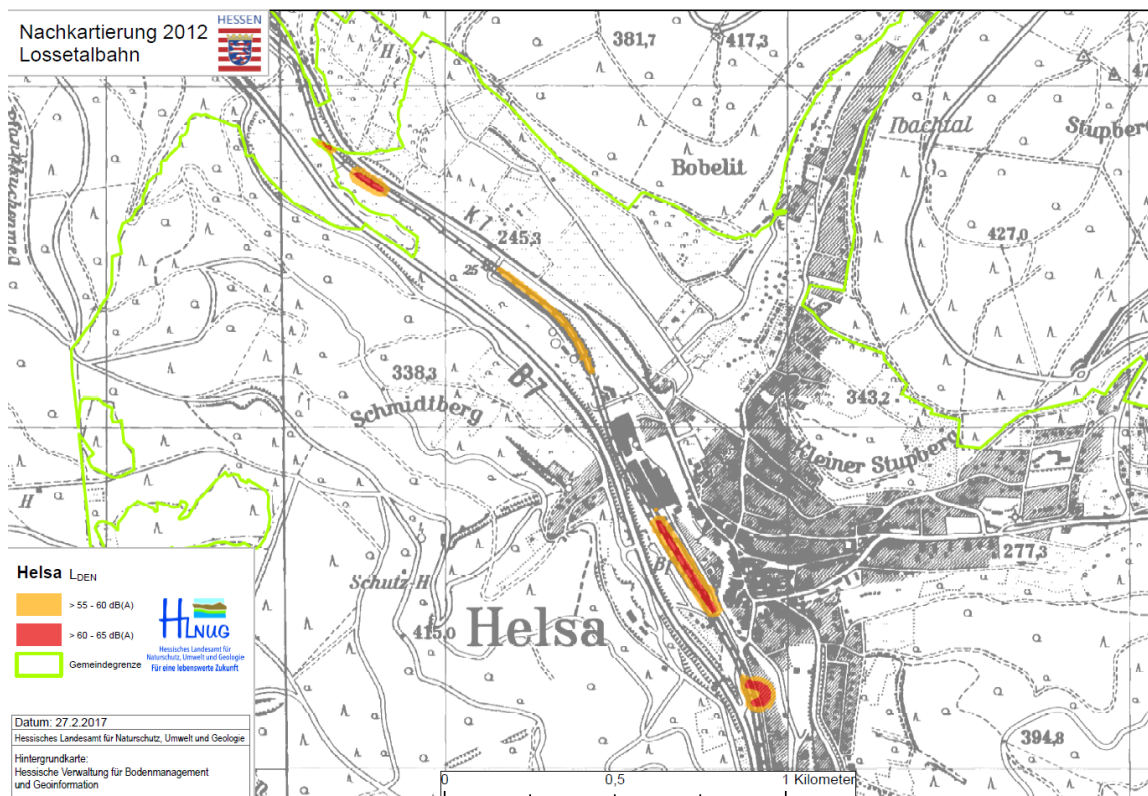 Nachkartierung 2012
Lossetalbahn
HESSEN
H
381,7
417,3
Ibachtal
Stupberg
Bobelit
K 7
245,3
25
427,0
338,3
Schmidtberg
B 7
343,2
Kleiner Stupberg
H
277,3
Bf
Schutz-H
415,0
Helsa
394,8
Helsa LDEN
> 55 - 60 dB(A)
> 60 - 65 dB(A)
Gemeindegrenze
HLNUG
Hessisches Landesamt für
Naturschutz, Umwelt und Geologie
Für eine lebenswerte Zukunft
Datum: 27.2.2017
Hessisches Landesamt für Naturschutz, Umwelt und Geologie
Hintergrundkarte:
Hessische Verwaltung für Bodenmanagement
und Geoinformation
0 0,5 1 Kilometer